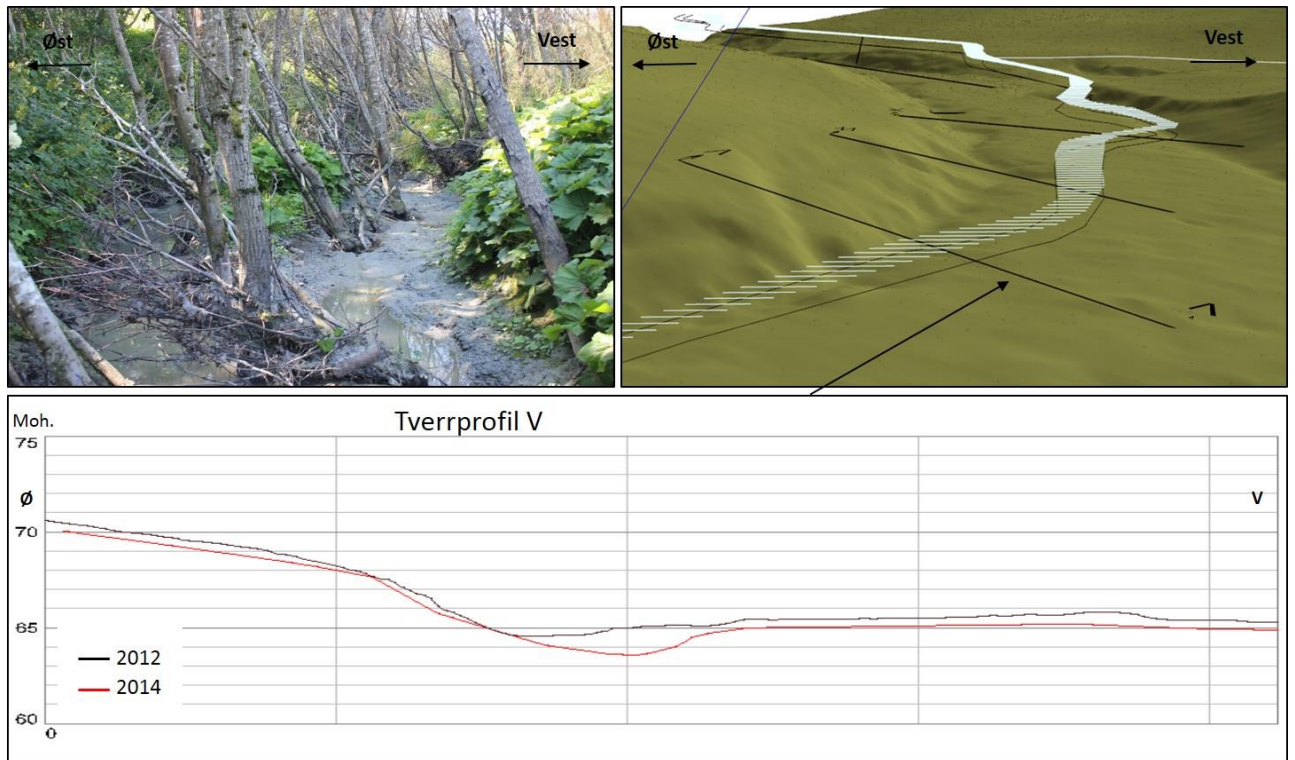 Øst
Vest
Øst
Vest
Moh.
Tverrprofil V
75
Ø
V
70
65
2012
2014
60
0